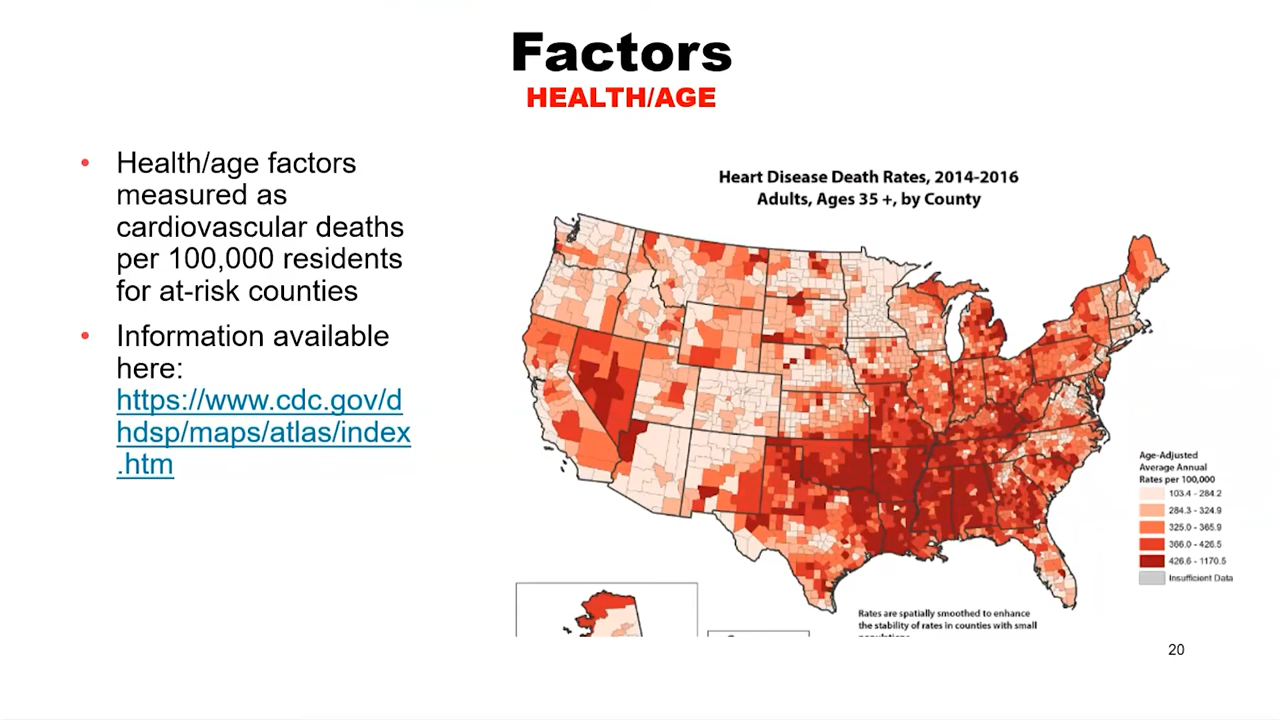 Factors
HEALTH/AGE
• Health/age factors
measured as
cardiovascular deaths
per 100,000 residents
for at-risk counties
• Information available
here:
https://www.cdc.gov/d
hdsp/maps/atlas/index
.htm
Heart Disease Death Rates, 2014-2016
Adults, Ages 35 +, by County
Age-Adjusted
Average Annual
Rates per 100,000
103.4 - 284.2
284.3 - 324.9
325.0 - 365.9
366.0 - 426.5
426.6 - 1170.5
Insufficient Data
Rates are spatially smoothed to enhance
the stability of rates in counties with small
20